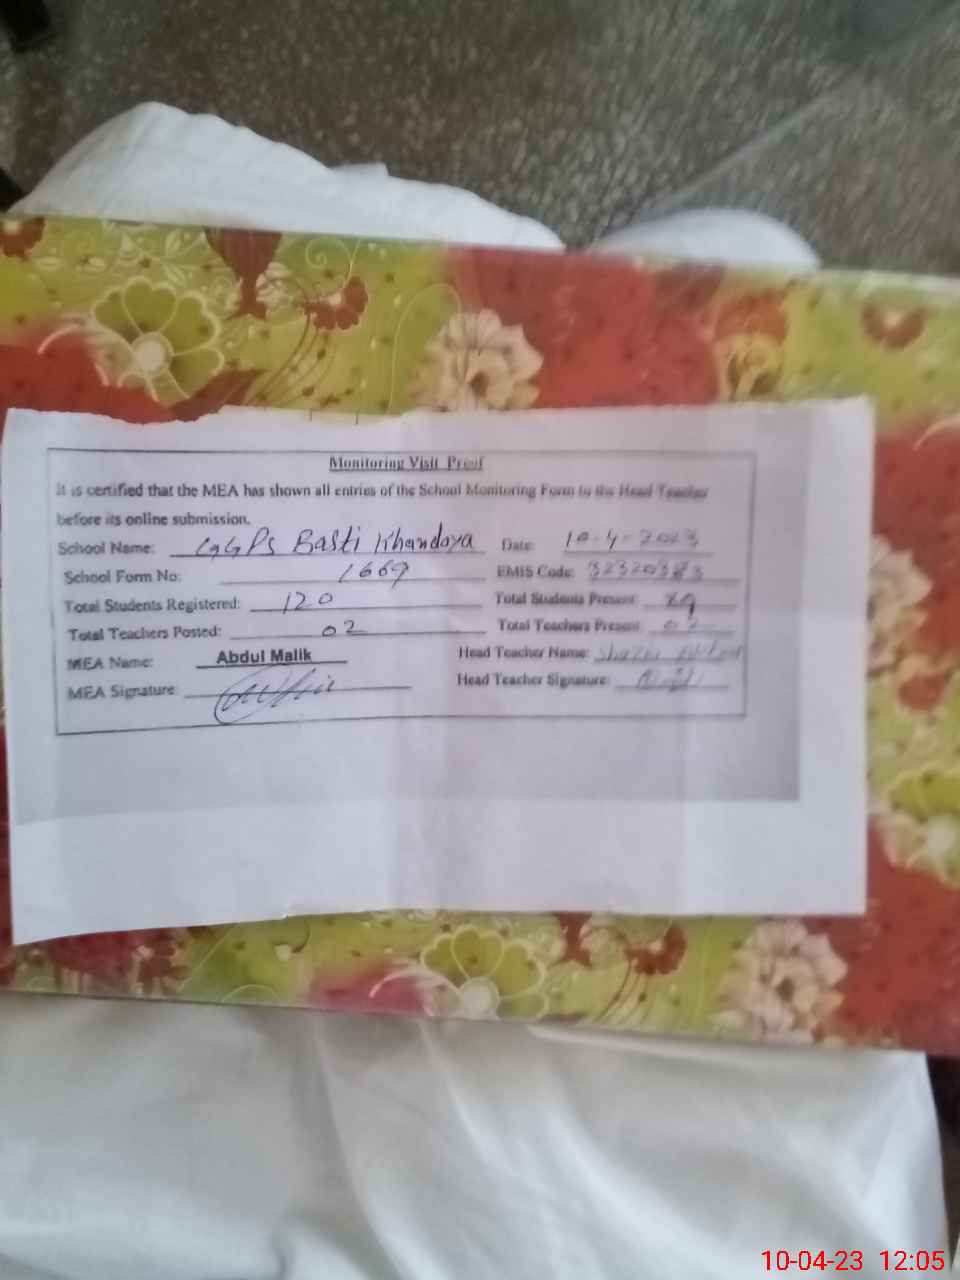 Monitoring Visit Proof
It is certified that the MEA has shown all entries of the School Monitoring Form to the Head Teacher
before its online submission.
School Name: GGPS Basti Khandoya Date: 10-4-2023
School Form No: 1669 EMIS Code: 32320383
Total Students Registered: 120 Total Students Present:
Total Teachers Posted: 02 Total Teachers Present: 02
MEA Name: Abdul Malik Head Teacher Name:
MEA Signature: Head Teacher Signature:
10-04-23 12:05